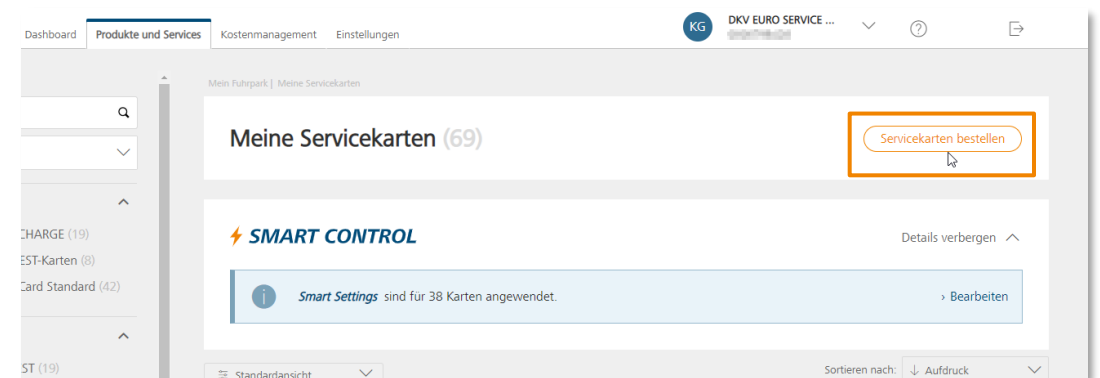 KG DKV EURO SERVICE ...
Dashboard Produkte und Services Kostenmanagement Einstellungen
Mein Fuhrpark | Meine Servicekarten
Meine Servicekarten (69)
Servicekarten bestellen
CHARGE (19)
EST-Karten (8)
Card Standard (42)
ST (19)
SMART CONTROL
Details verbergen
Smart Settings sind für 38 Karten angewendet.
› Bearbeiten
Standardansicht
Sortieren nach: ↓ Aufdruck